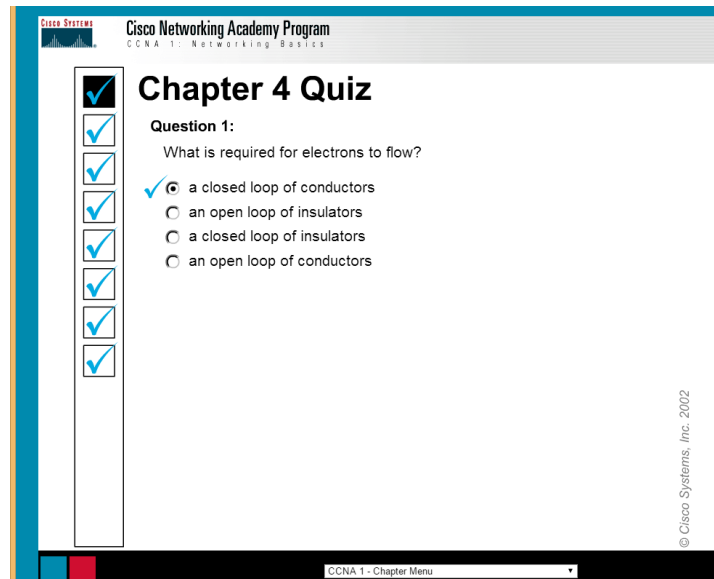 CISCO SYSTEMS
Cisco Networking Academy Program
CCNA 1: Networking Basics
Chapter 4 Quiz
Question 1:
What is required for electrons to flow?
a closed loop of conductors
an open loop of insulators
a closed loop of insulators
an open loop of conductors
© Cisco Systems, Inc. 2002
CCNA 1 - Chapter Menu